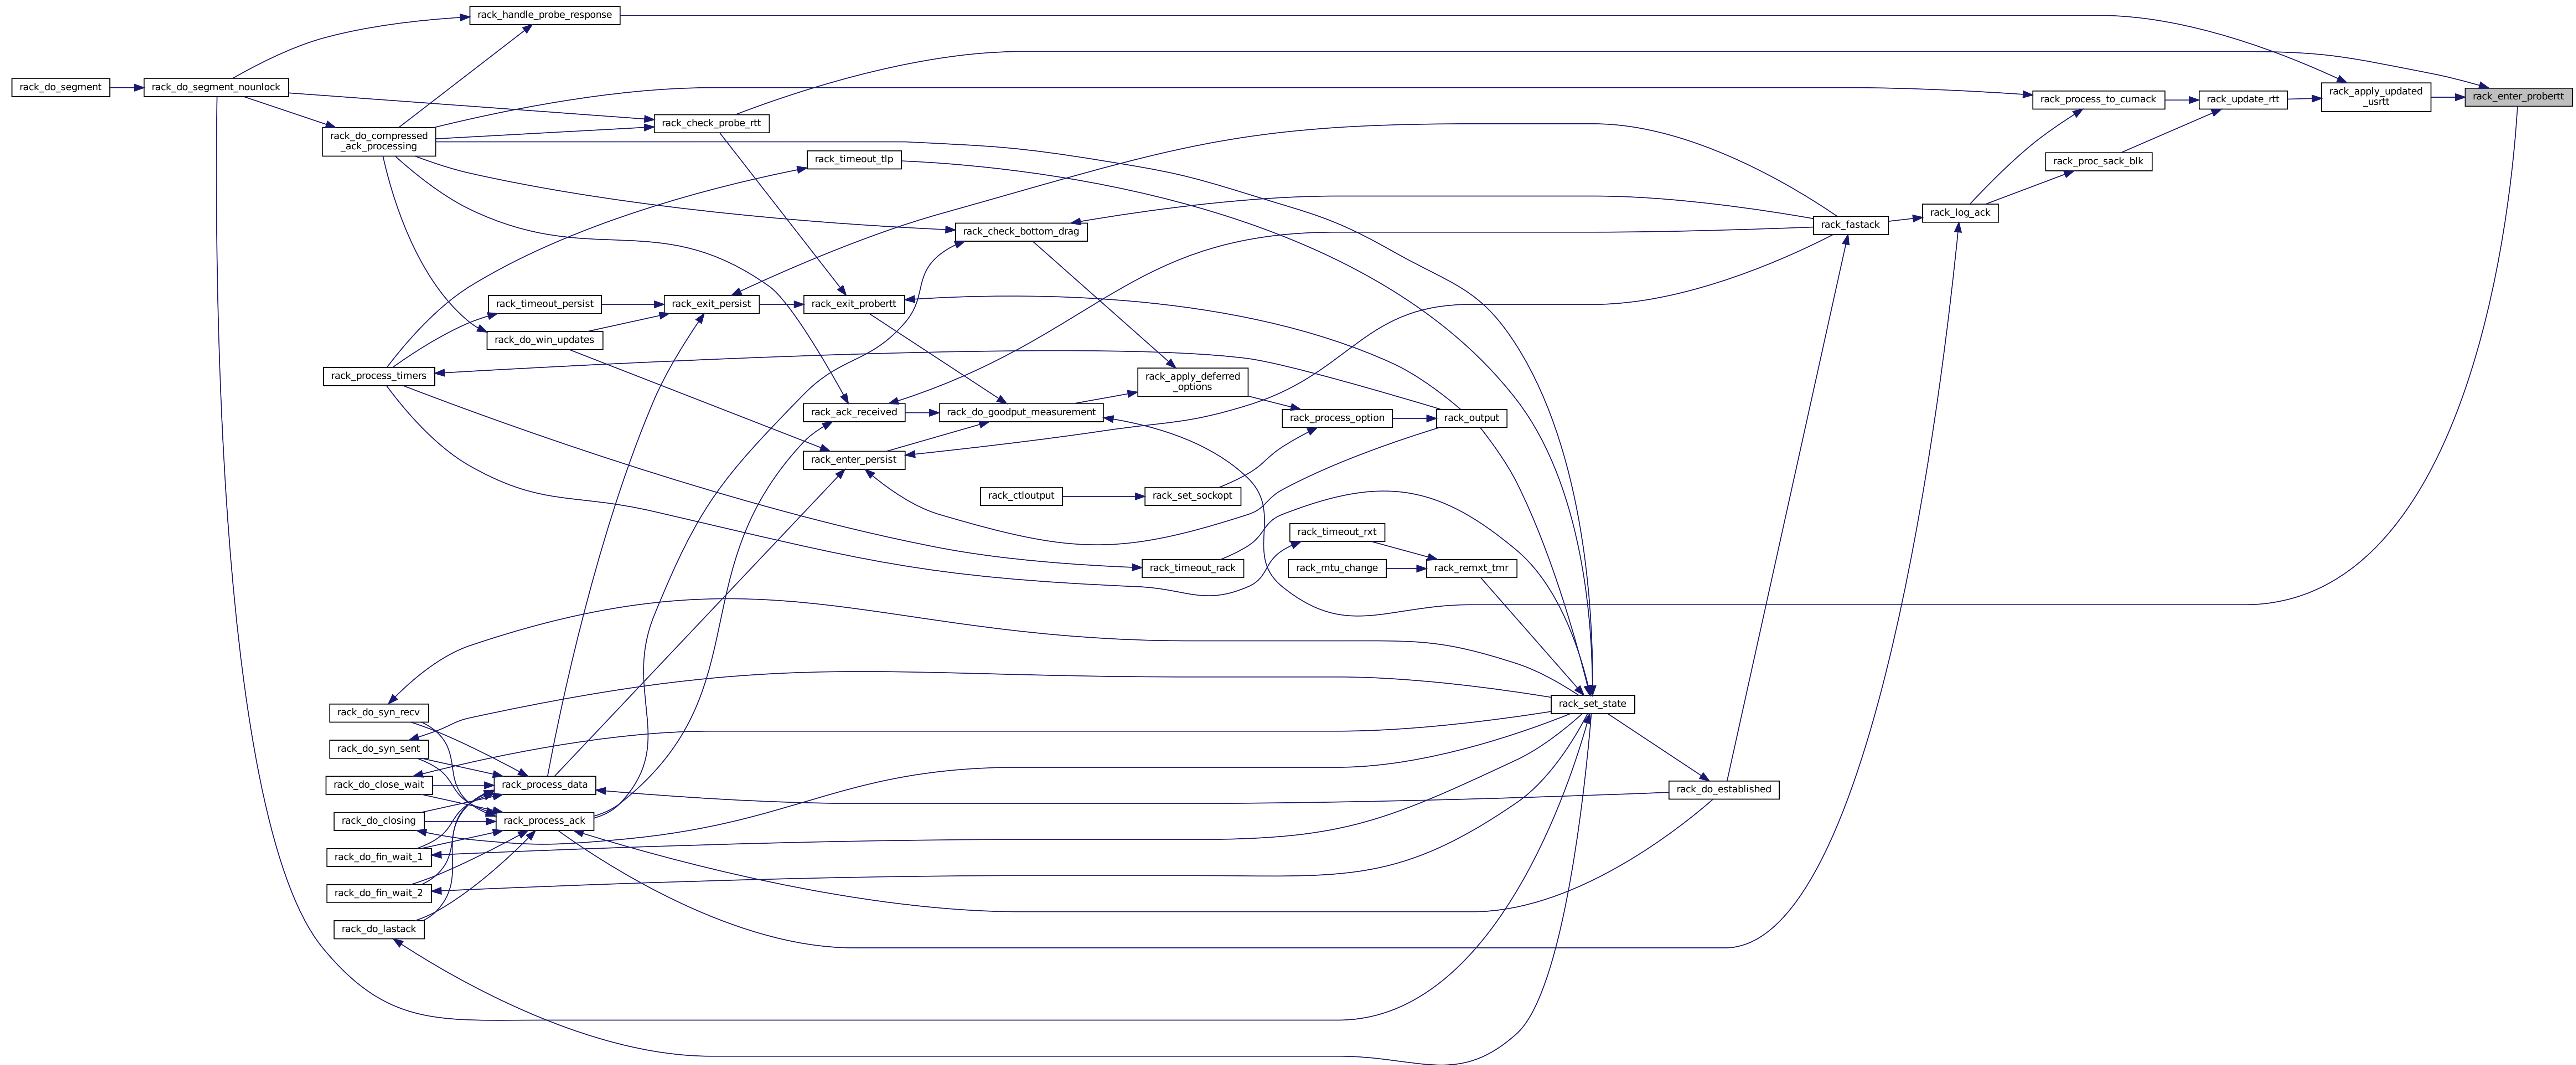 rack_handle_probe_response
rack_do_segment
rack_do_segment_nounlock
rack_apply_updated
_usrtt
rack_enter_probertt
rack_process_to_cumack
rack_update_rtt
rack_check_probe_rtt
rack_do_compressed
_ack_processing
rack_timeout_tlp
rack_proc_sack_blk
rack_log_ack
rack_fastack
rack_check_bottom_drag
rack_timeout_persist
rack_exit_persist
rack_exit_probertt
rack_do_win_updates
rack_process_timers
rack_apply_deferred
_options
rack_ack_received
rack_do_goodput_measurement
rack_process_option
rack_output
rack_enter_persist
rack_ctloutput
rack_set_sockopt
rack_timeout_rxt
rack_timeout_rack
rack_mtu_change
rack_remxt_tmr
rack_set_state
rack_do_syn_recv
rack_do_syn_sent
rack_do_close_wait
rack_process_data
rack_do_established
rack_do_closing
rack_process_ack
rack_do_fin_wait_1
rack_do_fin_wait_2
rack_do_lastack